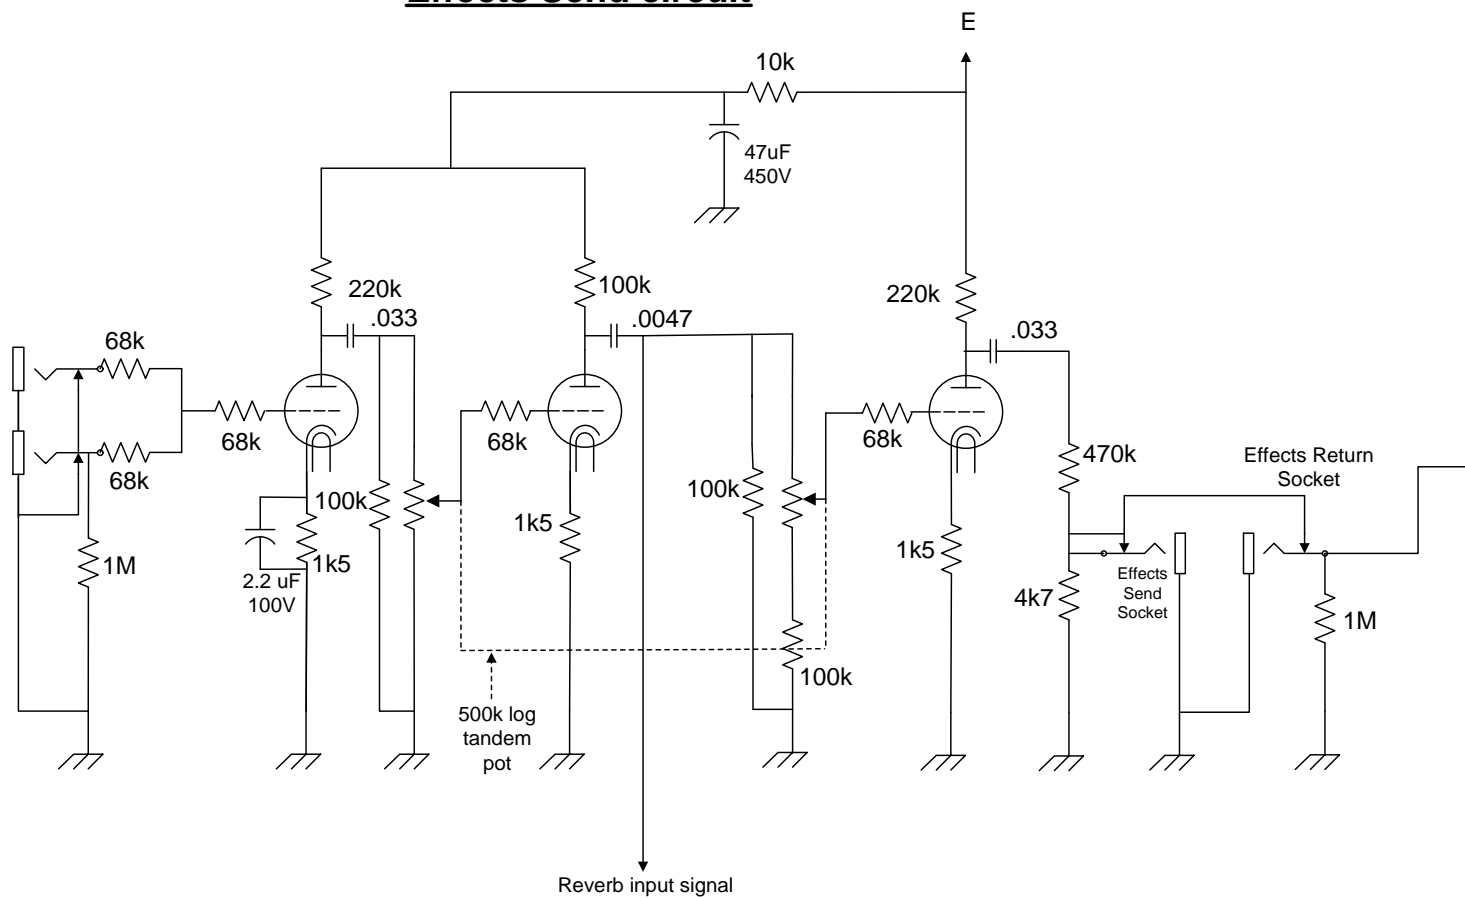 Effects Send circuit
E
10k
47uF
450V
220k
100k
220k
.033
.0047
.033
68k
68k
68k
68k
68k
470k
Effects Return
Socket
100k
100k
1k5
1k5
1k5
1M
2.2 uF
100V
Effects
Send
Socket
4k7
1M
100k
500k log
tandem
pot
Reverb input signal